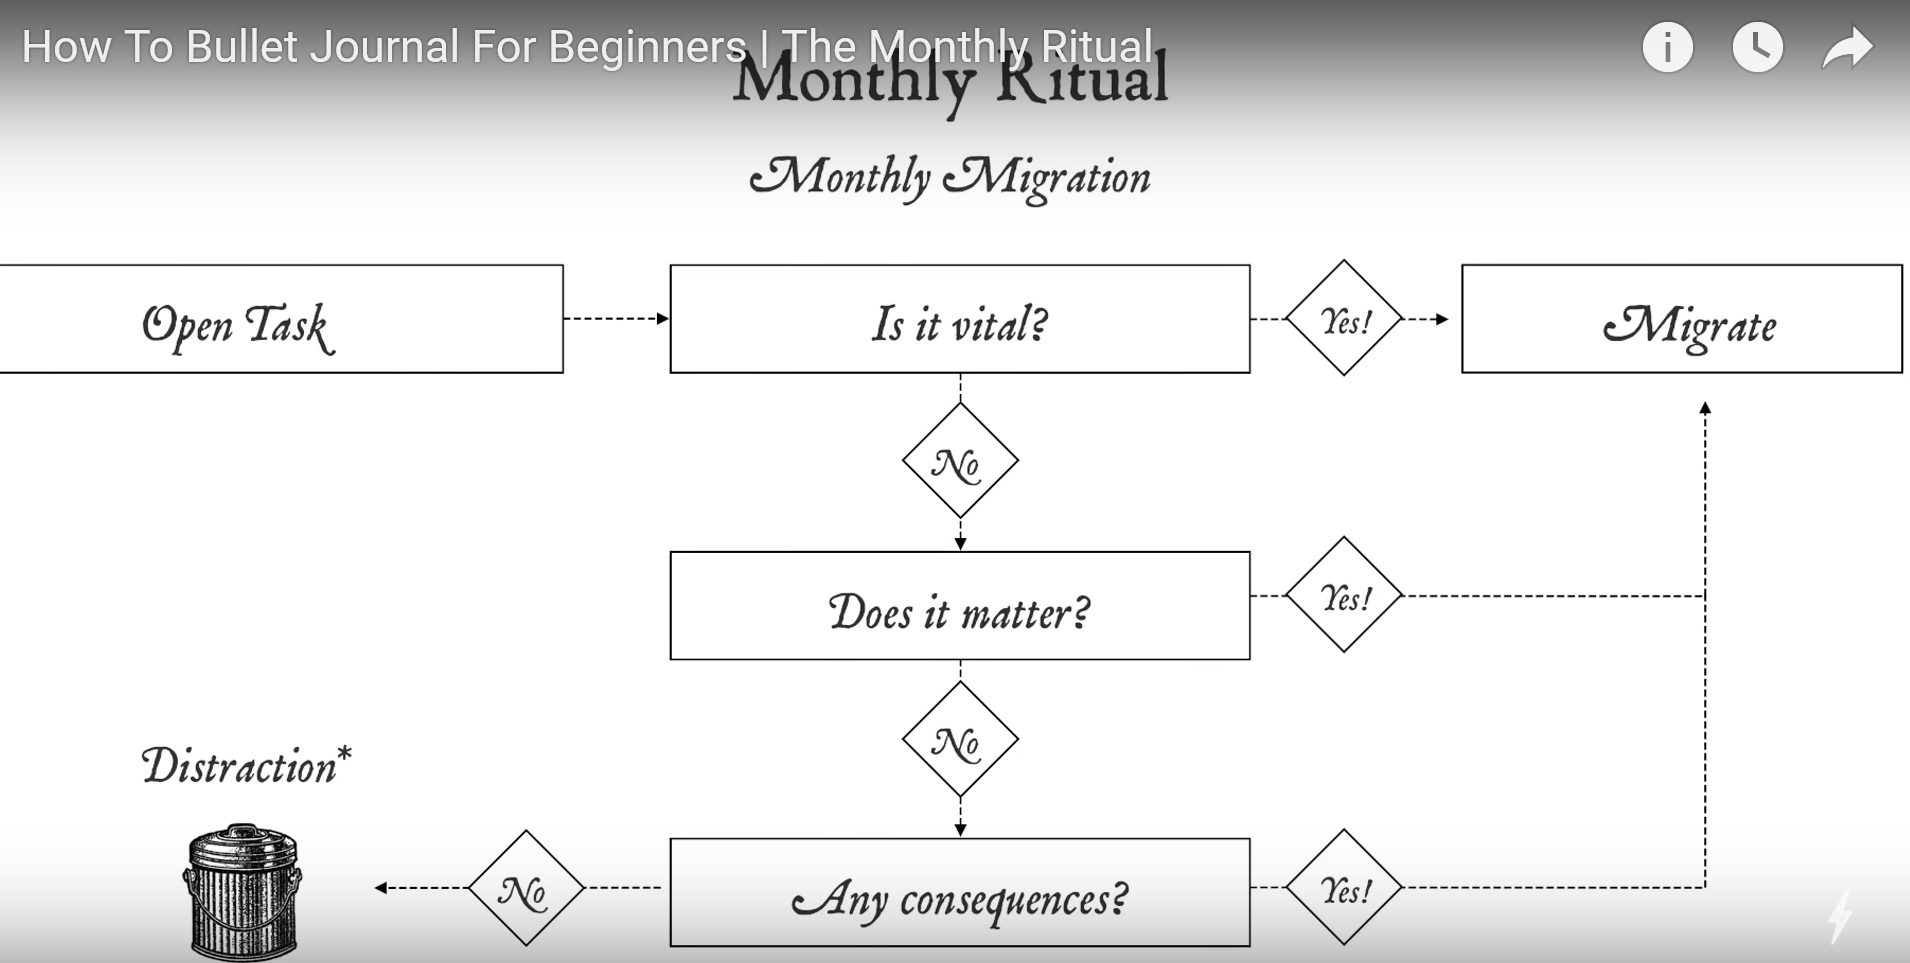 How To Bullet Journal For Beginners | The Monthly Ritual
Monthly Ritual
Monthly Migration
Open Task
Is it vital?
Yes!
Migrate
No
Does it matter?
Yes!
No
Distraction*
No
Any consequences?
Yes!